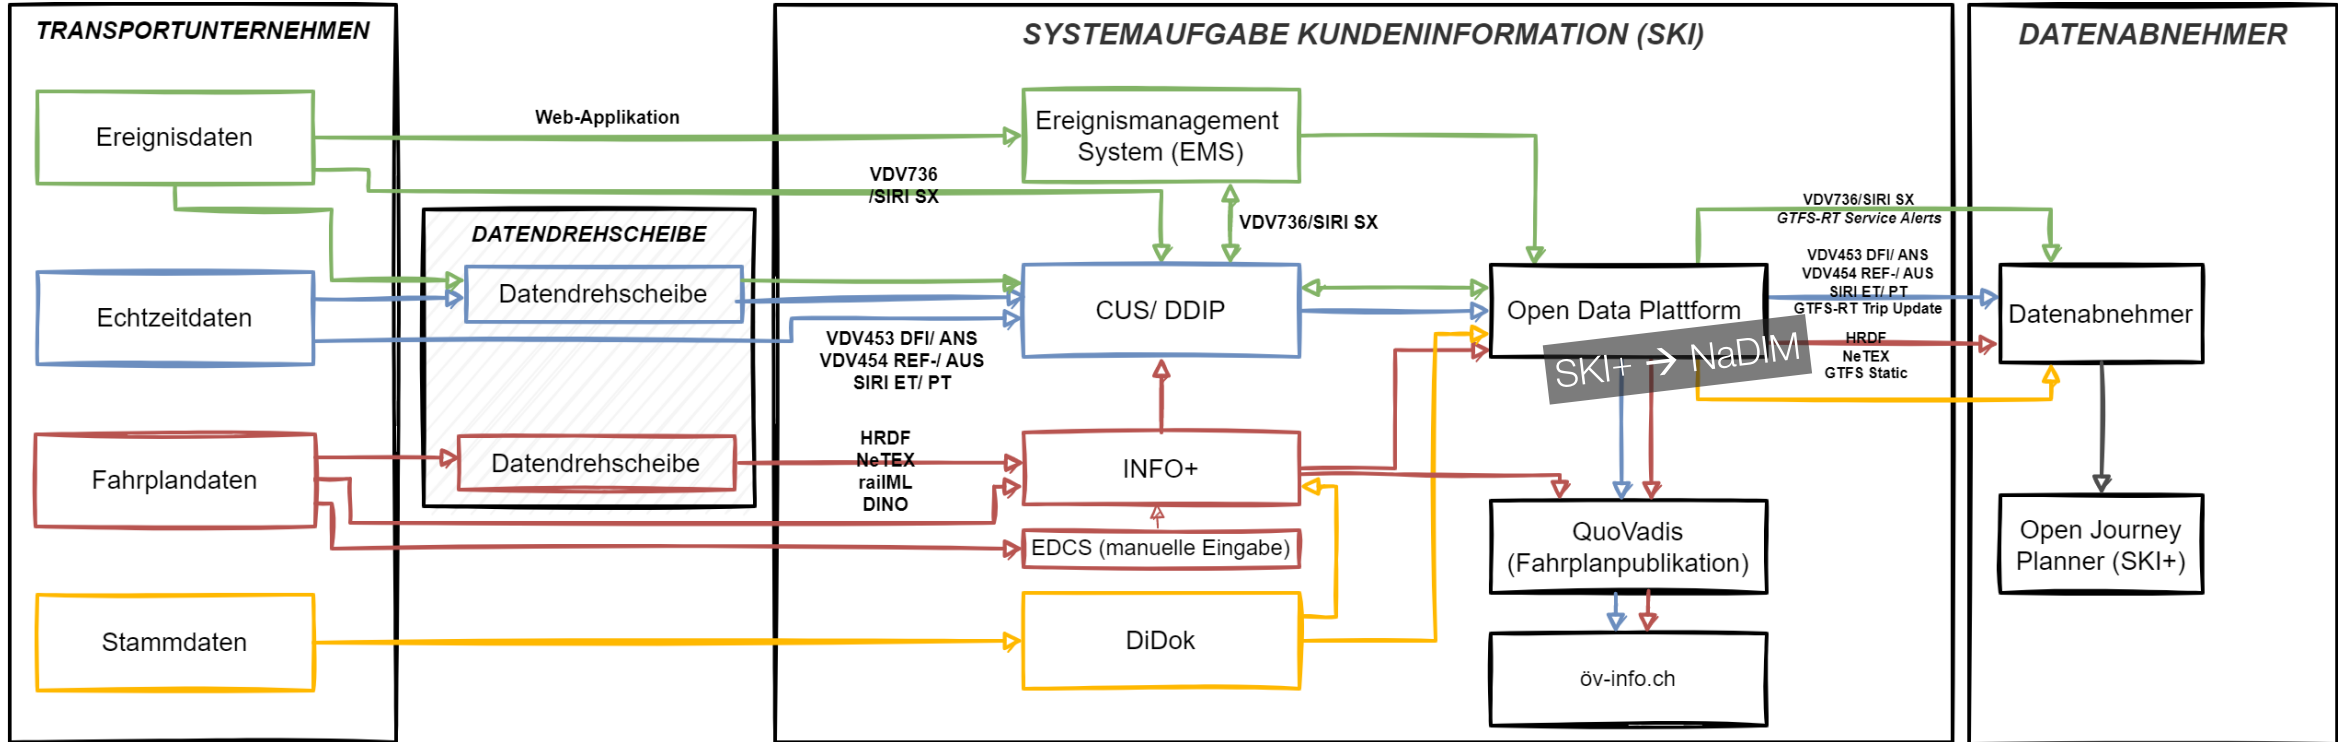 TRANSPORTUNTERNEHMEN
Ereignisdaten
Echtzeitdaten
Fahrplandaten
Stammdaten
DATENDREHSCHEIBE
Datendrehscheibe
Datendrehscheibe
SYSTEMAUFGABE KUNDENINFORMATION (SKI)
Web-Applikation
VDV736
/SIRI SX
VDV453 DFI/ ANS
VDV454 REF-/ AUS
SIRI ET/ PT
HRDF
NeTEX
railML
DINO
Ereignismanagement
System (EMS)
VDV736/SIRI SX
CUS/ DDIP
INFO+
EDCS (manuelle Eingabe)
DiDok
Open Data Plattform
SKI+ → NaDIM
QuoVadis
(Fahrplanpublikation)
öv-info.ch
VDV736/SIRI SX
GTFS-RT Service Alerts
VDV453 DFI/ ANS
VDV454 REF-/ AUS
SIRI ET/ PT
GTFS-RT Trip Update
HRDF
NeTEX
GTFS Static
DATENABNEHMER
Datenabnehmer
Open Journey
Planner (SKI+)